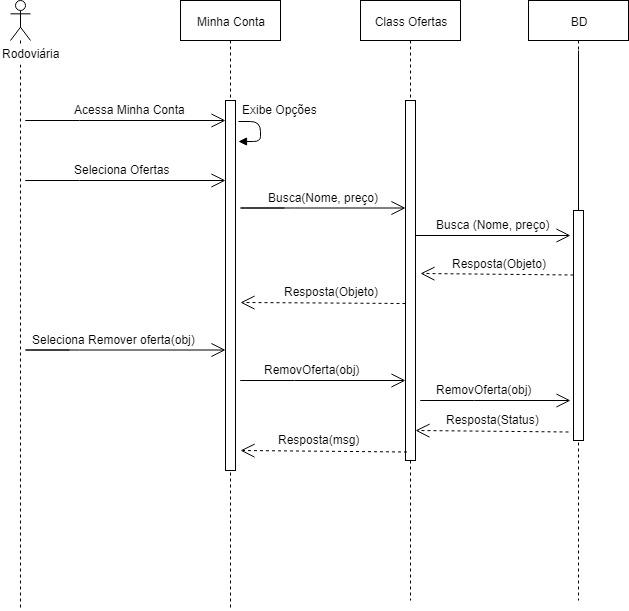 Minha Conta
Class Ofertas
BD
Rodoviária
Acessa Minha Conta
Exibe Opções
Seleciona Ofertas
Busca(Nome, preço)
Busca (Nome, preço)
Resposta(Objeto)
Resposta(Objeto)
Seleciona Remover oferta(obj)
RemovOferta(obj)
RemovOferta(obj)
Resposta(Status)
Resposta(msg)